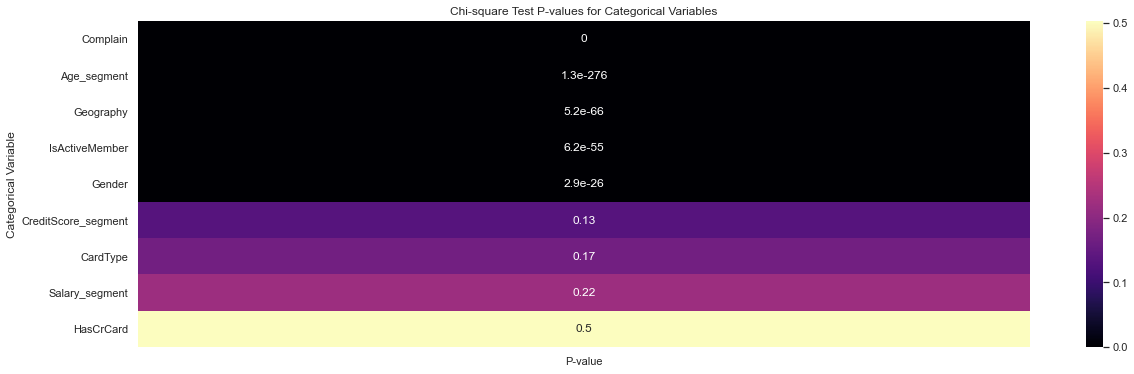 Chi-square Test P-values for Categorical Variables
Categorical Variable
Complain 0
Age_segment 1.3e-276
Geography 5.2e-66
IsActiveMember 6.2e-55
Gender 2.9e-26
CreditScore_segment 0.13
CardType 0.17
Salary_segment 0.22
HasCrCard 0.5
P-value
0.5
0.4
0.3
0.2
0.1
0.0